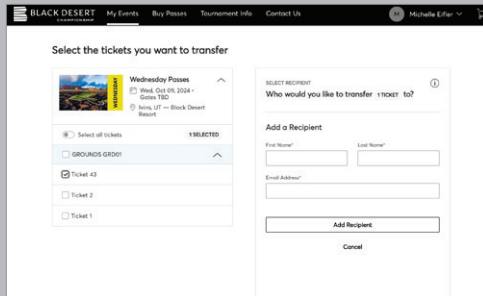 BLACK DESERT
CHAMPIONSHIP
My Events
Buy Passes
Tournament Info
Contact Us
M
Michelle Eifler
Select the tickets you want to transfer
WEDNESDAY
Wednesday Passes
Wed, Oct 09, 2024 •
Gates TBD
Ivins, UT — Black Desert
Resort
Select all tickets
1 SELECTED
GROUNDS GRD01
Ticket 43
Ticket 2
Ticket 1
SELECT RECIPIENT
Who would you like to transfer 1 TICKET to?
Add a Recipient
First Name*
Last Name*
Email Address*
Add Recipient
Cancel